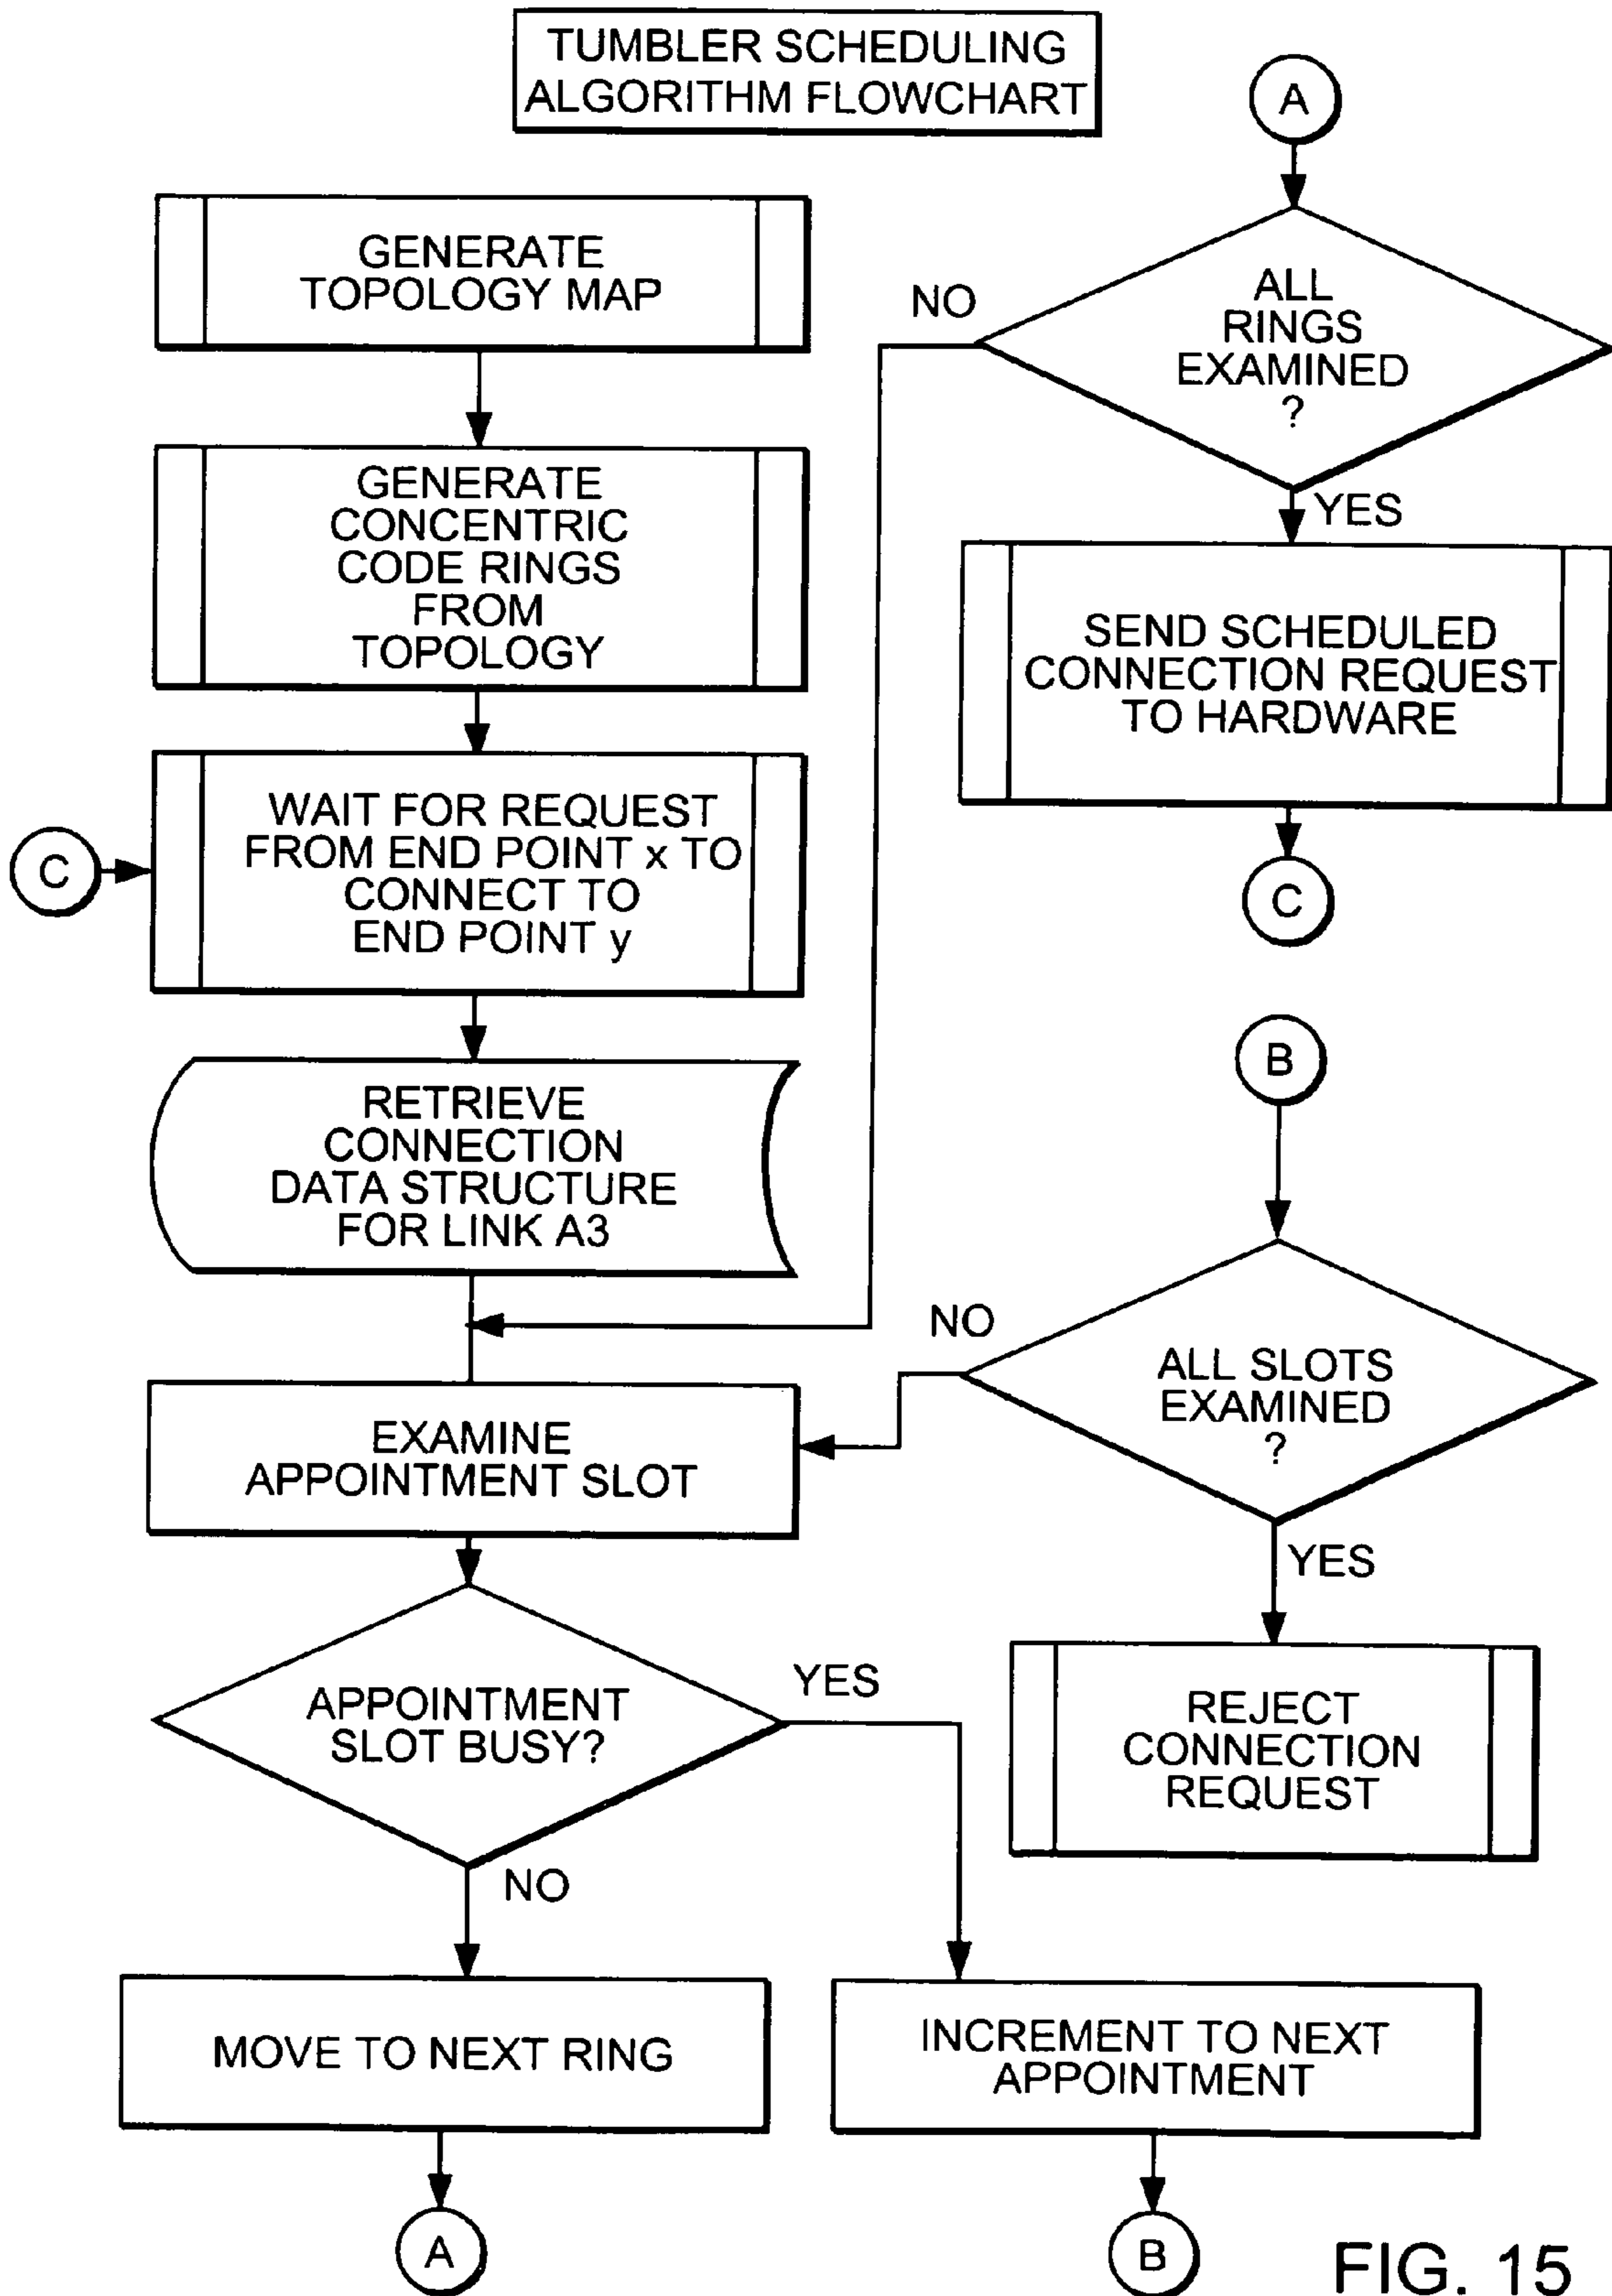 TUMBLER SCHEDULING
ALGORITHM FLOWCHART
GENERATE
TOPOLOGY MAP
GENERATE
CONCENTRIC
CODE RINGS
FROM
TOPOLOGY
C
WAIT FOR REQUEST
FROM END POINT x TO
CONNECT TO
END POINT y
RETRIEVE
CONNECTION
DATA STRUCTURE
FOR LINK A3
EXAMINE
APPOINTMENT SLOT
APPOINTMENT
SLOT BUSY?
YES
NO
MOVE TO NEXT RING
A
INCREMENT TO NEXT
APPOINTMENT
B
A
ALL
RINGS
EXAMINED
?
NO
YES
SEND SCHEDULED
CONNECTION REQUEST
TO HARDWARE
C
B
NO
ALL SLOTS
EXAMINED
?
YES
REJECT
CONNECTION
REQUEST
FIG. 15